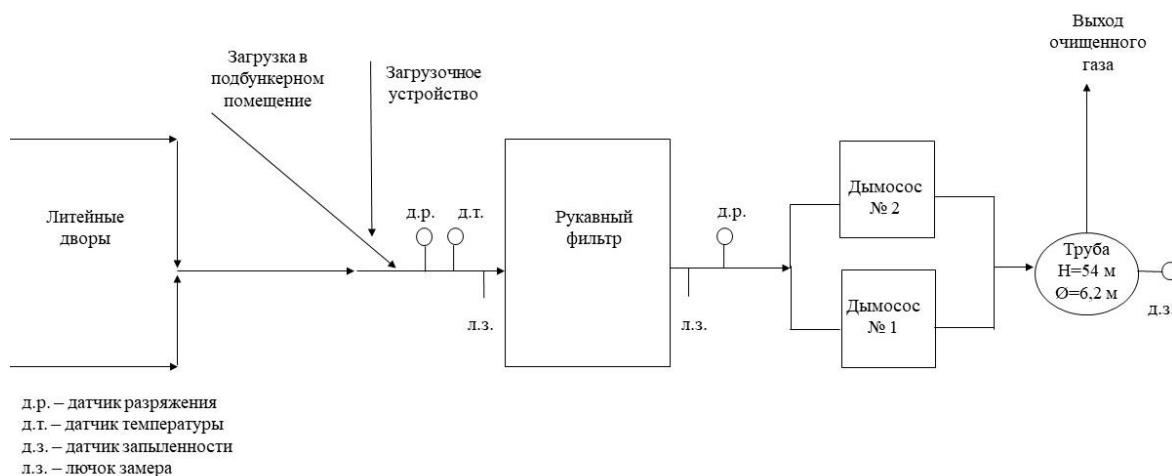 Выход
очищенного
газа
Загрузка в
подбункерном
помещение
Загрузочное
устройство
Литейные
дворы
д.р.
д.т.
л.з.
Рукавный
фильтр
д.р.
л.з.
Дымосос
№ 2
Дымосос
№ 1
Труба
Н=54 м
Ø=6,2 м
д.з.
д.р. – датчик разряжения
д.т. – датчик температуры
д.з. – датчик запыленности
л.з. – лючок замера